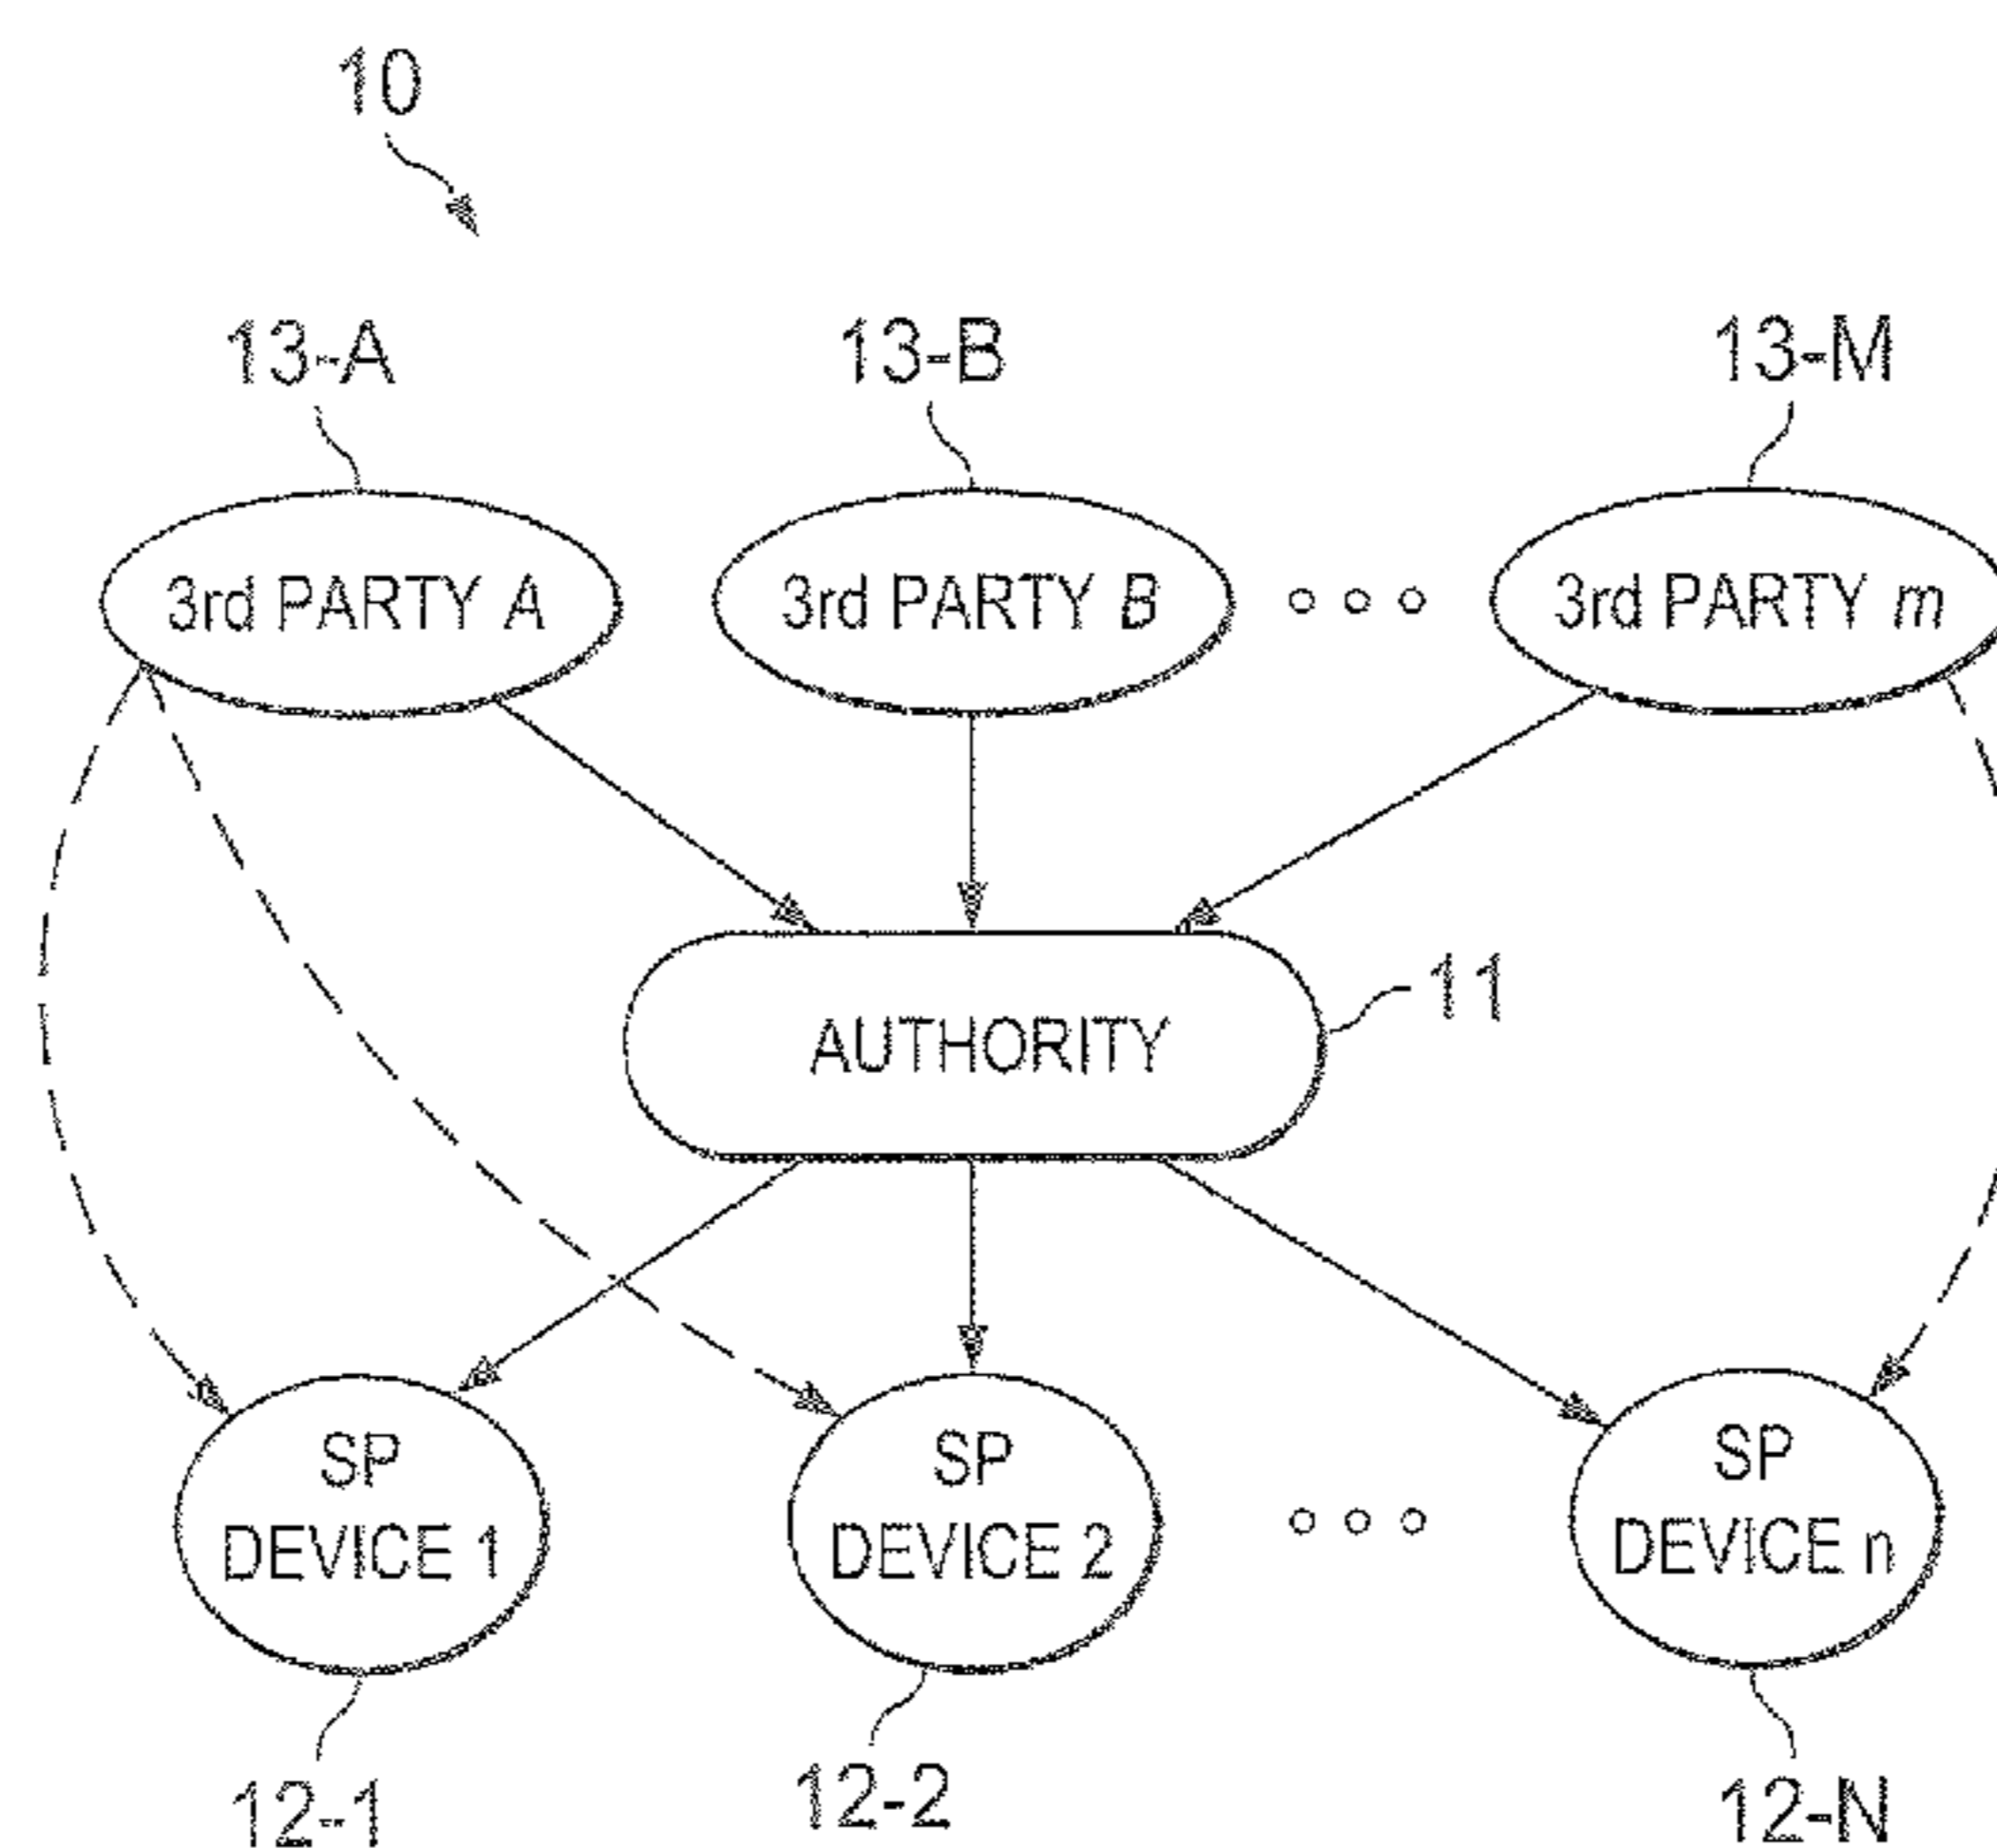 10
13-A
13-B
13-M
3rd PARTY A
3rd PARTY B
3rd PARTY m
AUTHORITY
11
SP
DEVICE 1
SP
DEVICE 2
SP
DEVICE n
12-1
12-2
12-N